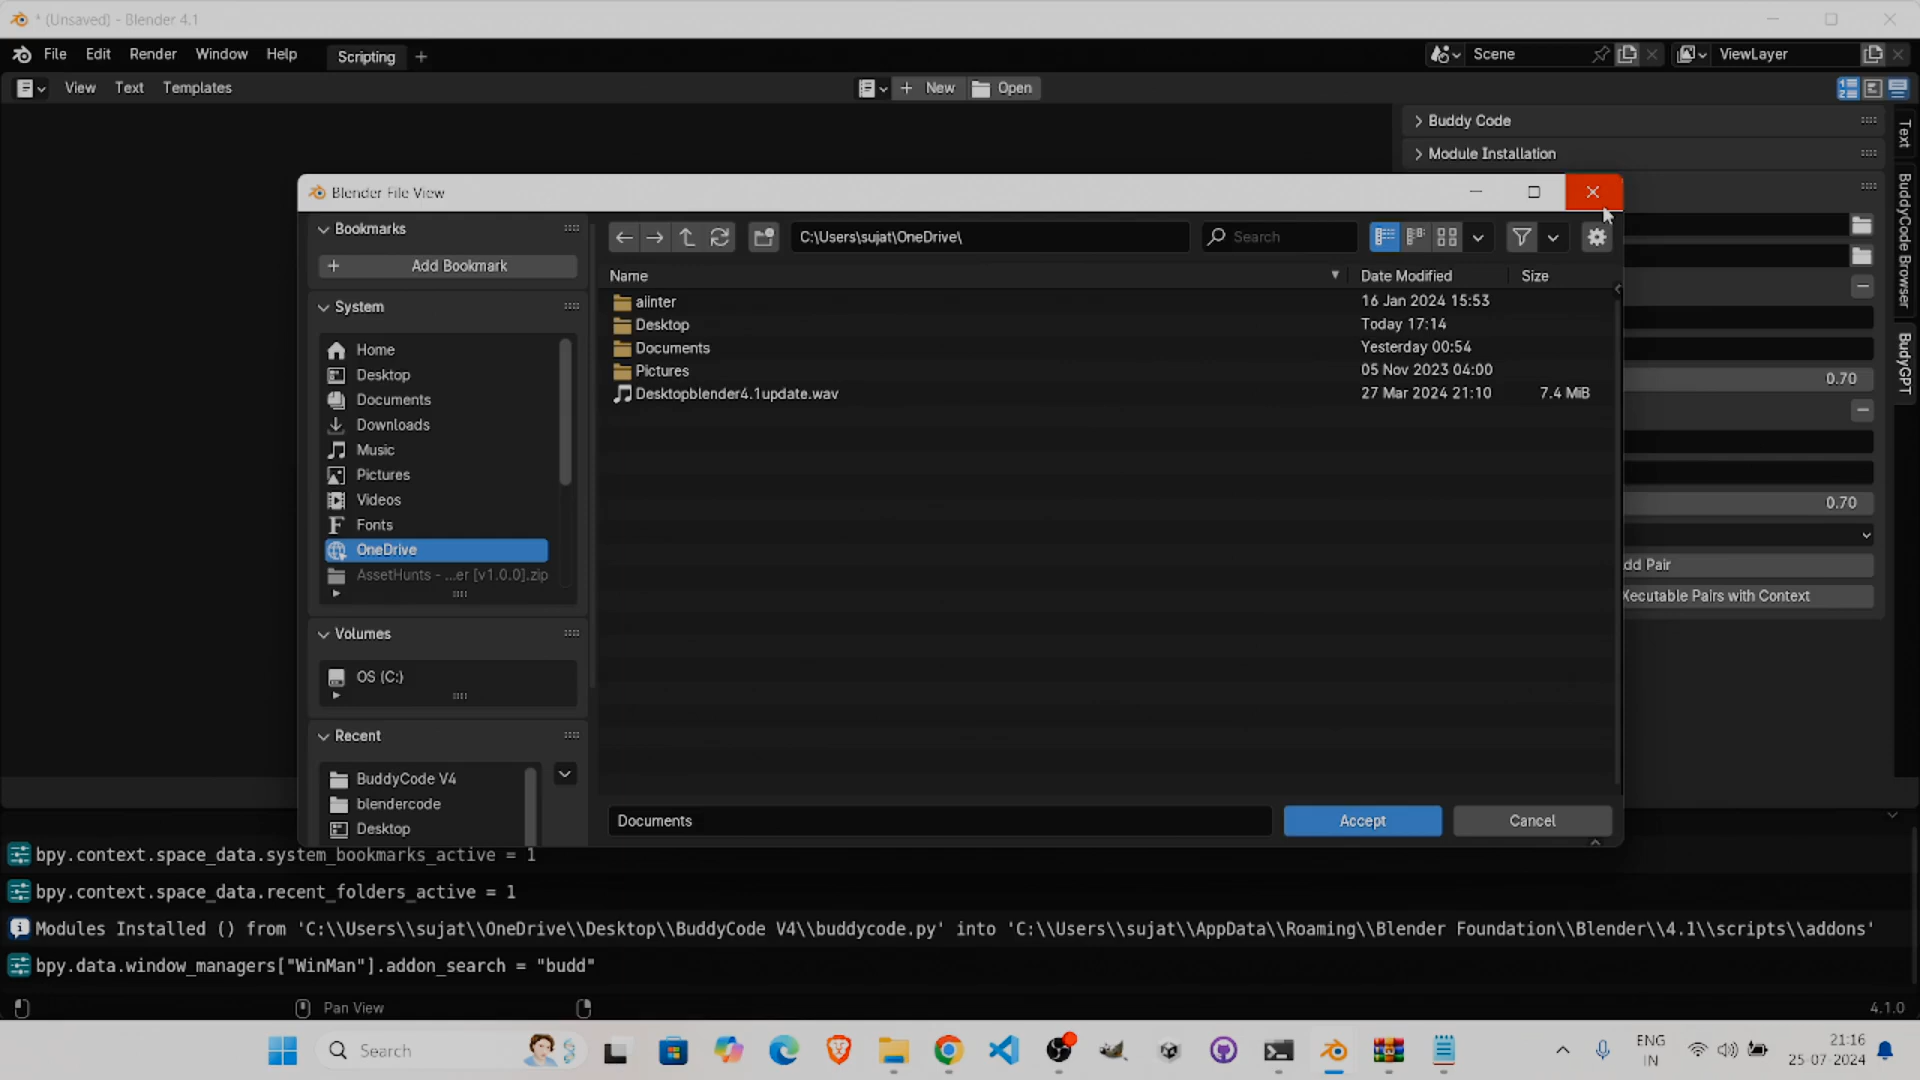 * (Unsaved) - Blender 4.1
File Edit Render Window Help Scripting + Scene ViewLayer
View Text Templates + New Open
Buddy Code
Module Installation
Text
BuddyCode Browser
BudyGPT
Blender File View
Bookmarks
+ Add Bookmark
System
Home
Desktop
Documents
Downloads
Music
Pictures
Videos
Fonts
OneDrive
AssetHunts - ...er [v1.0.0].zip
Volumes
OS (C:)
Recent
BuddyCode V4
blendercode
Desktop
C:\Users\sujat\OneDrive\ Search
Name Date Modified Size
aiinter 16 Jan 2024 15:53
Desktop Today 17:14
Documents Yesterday 00:54
Pictures 05 Nov 2023 04:00
Desktopblender4.1update.wav 27 Mar 2024 21:10 7.4 MiB
Documents Accept Cancel
0.70
0.70
dd Pair
Xecutable Pairs with Context
bpy.context.space_data.system_bookmarks_active = 1
bpy.context.space_data.recent_folders_active = 1
Modules Installed () from 'C:\\Users\\sujat\\OneDrive\\Desktop\\BuddyCode V4\\buddycode.py' into 'C:\\Users\\sujat\\AppData\\Roaming\\Blender Foundation\\Blender\\4.1\\scripts\\addons'
bpy.data.window_managers["WinMan"].addon_search = "budd"
Pan View 4.1.0
Search
ENG
IN
21:16
25-07-2024